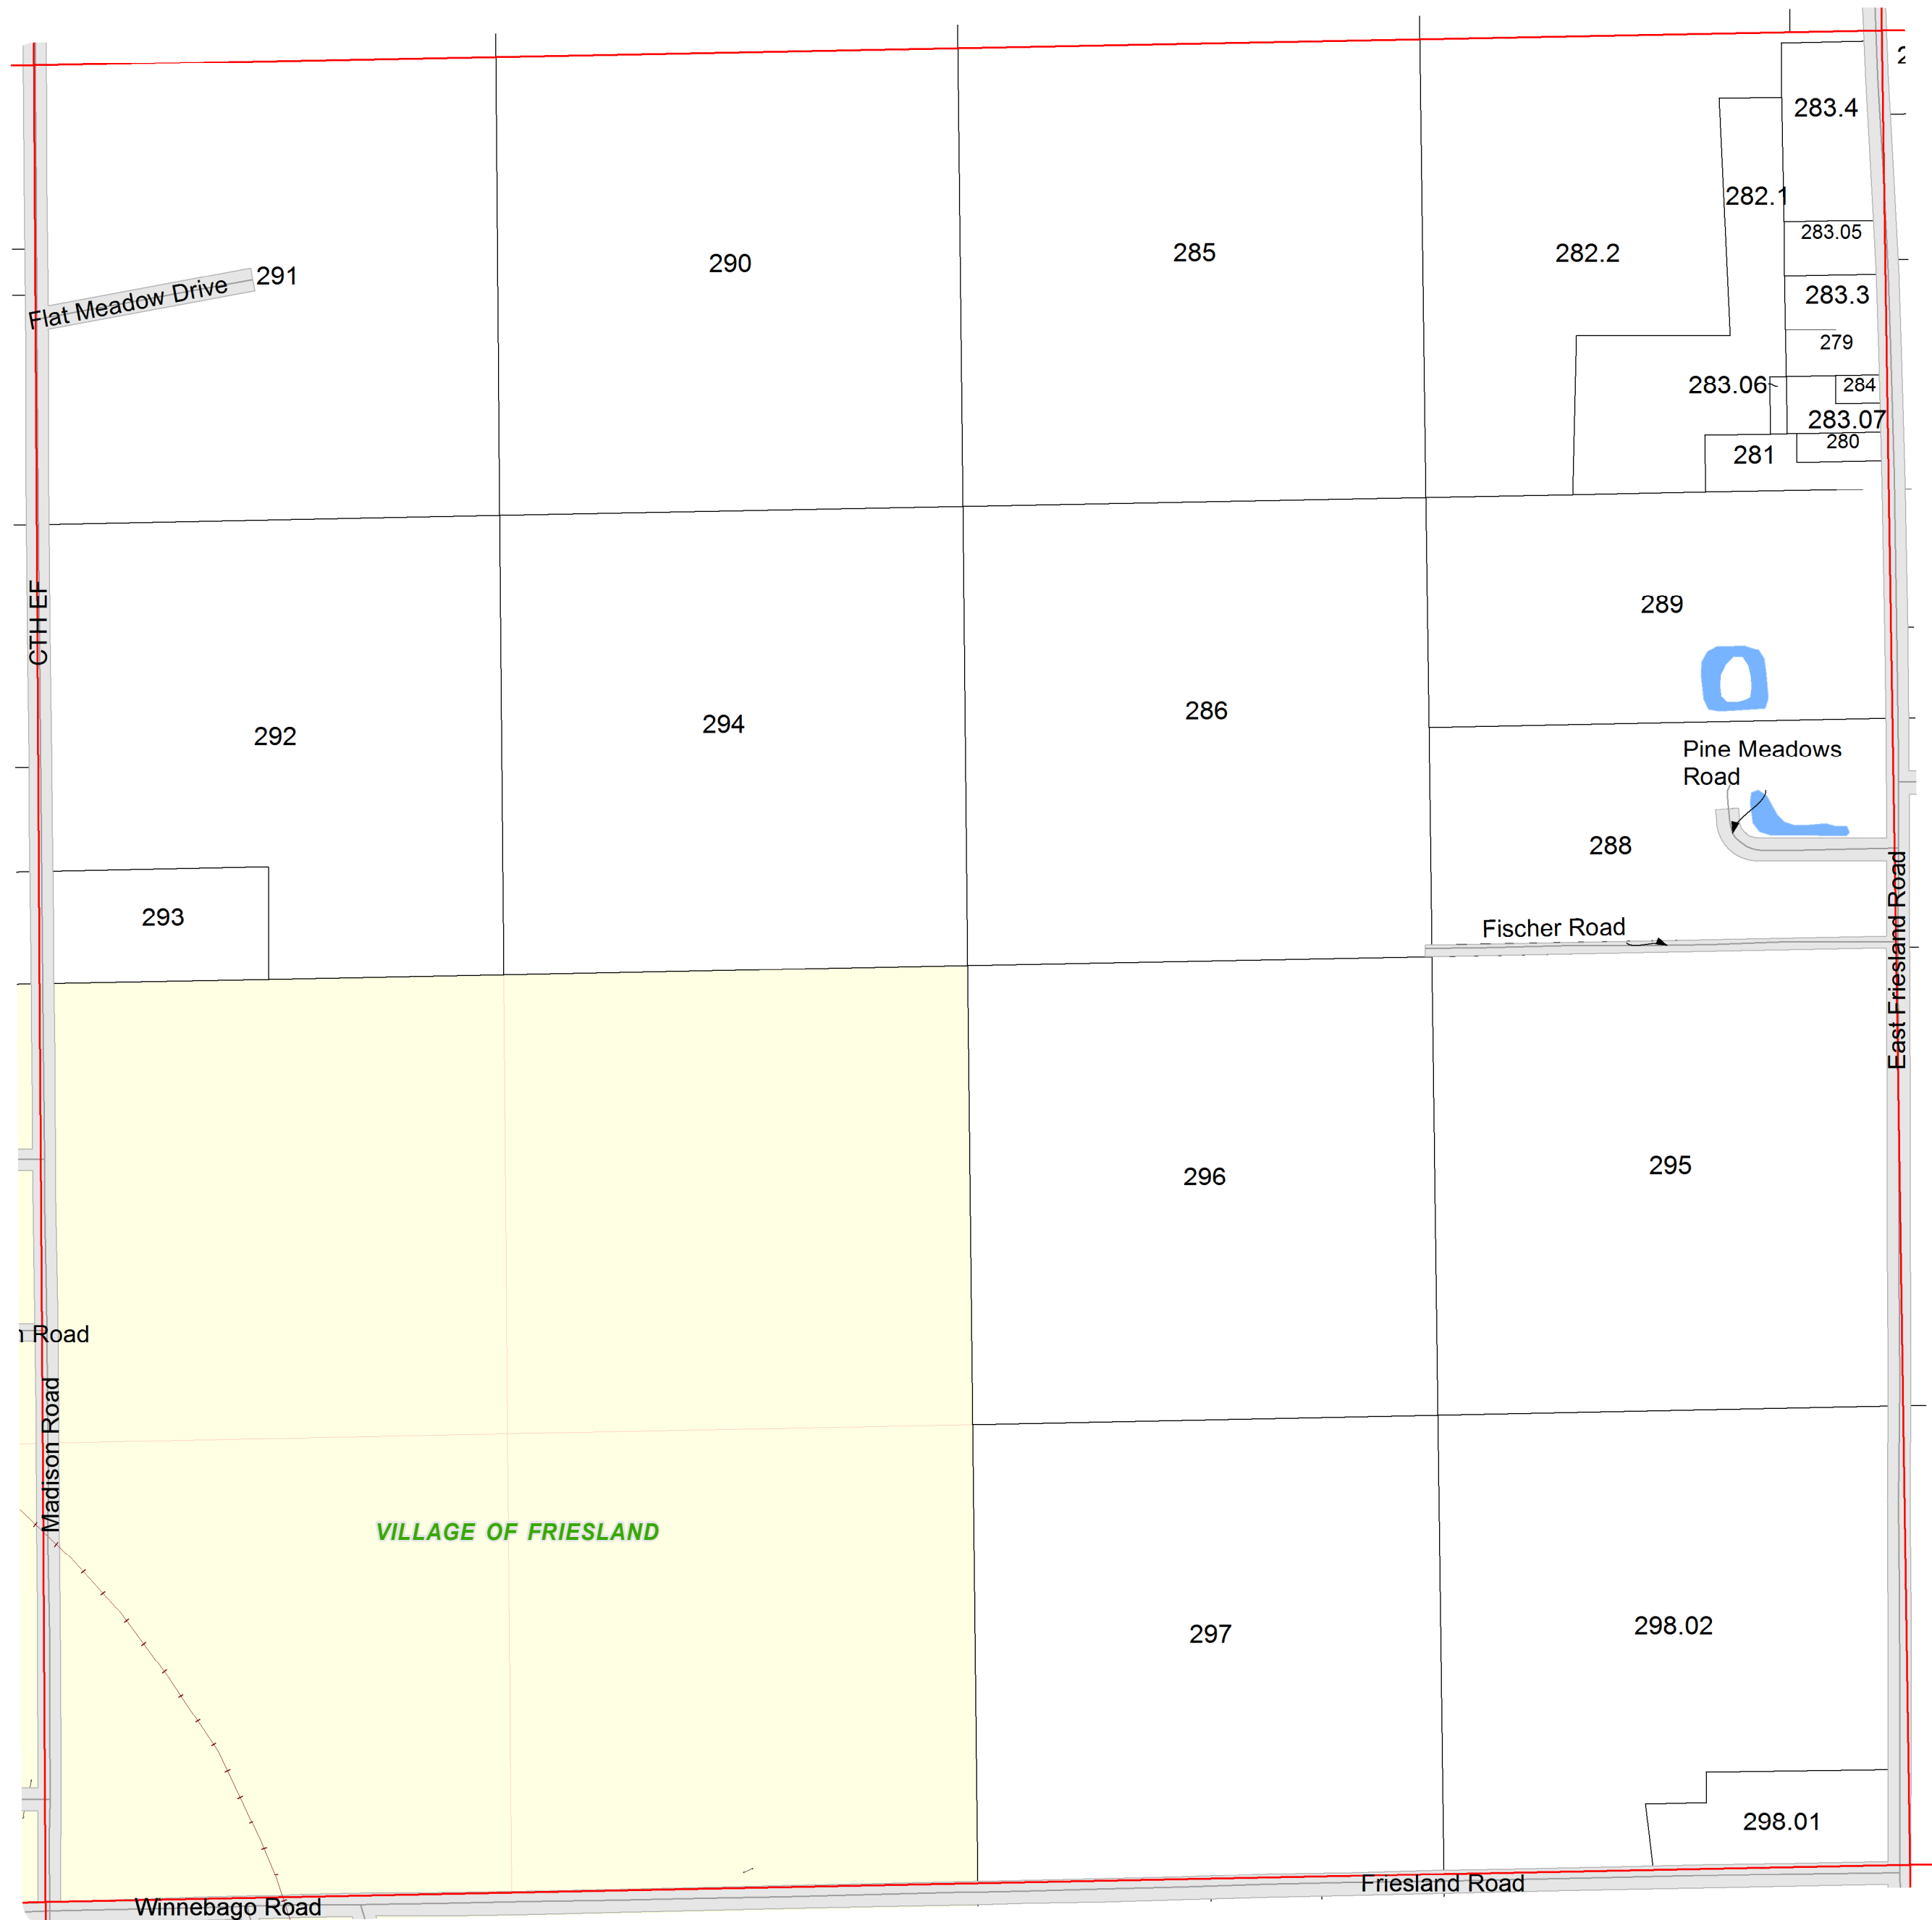 283.4
282.1
283.05
285
282.2
290
291
Flat Meadow Drive
283.3
279
283.06
284
283.07
280
281
CTH EF
289
286
294
292
Pine Meadows
Road
288
293
Fischer Road
East Friesland Road
295
296
Road
Madison Road
VILLAGE OF FRIESLAND
298.02
297
298.01
Friesland Road
Winnebago Road